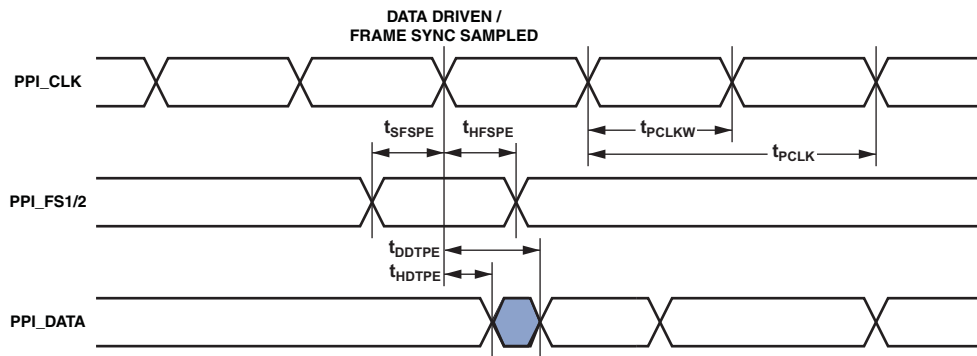 DATA DRIVEN /
FRAME SYNC SAMPLED
PPI_CLK
tSFSPE
tHFSPE
tPCLKW
tPCLK
PPI_FS1/2
tDDTPE
tHDTPE
PPI_DATA